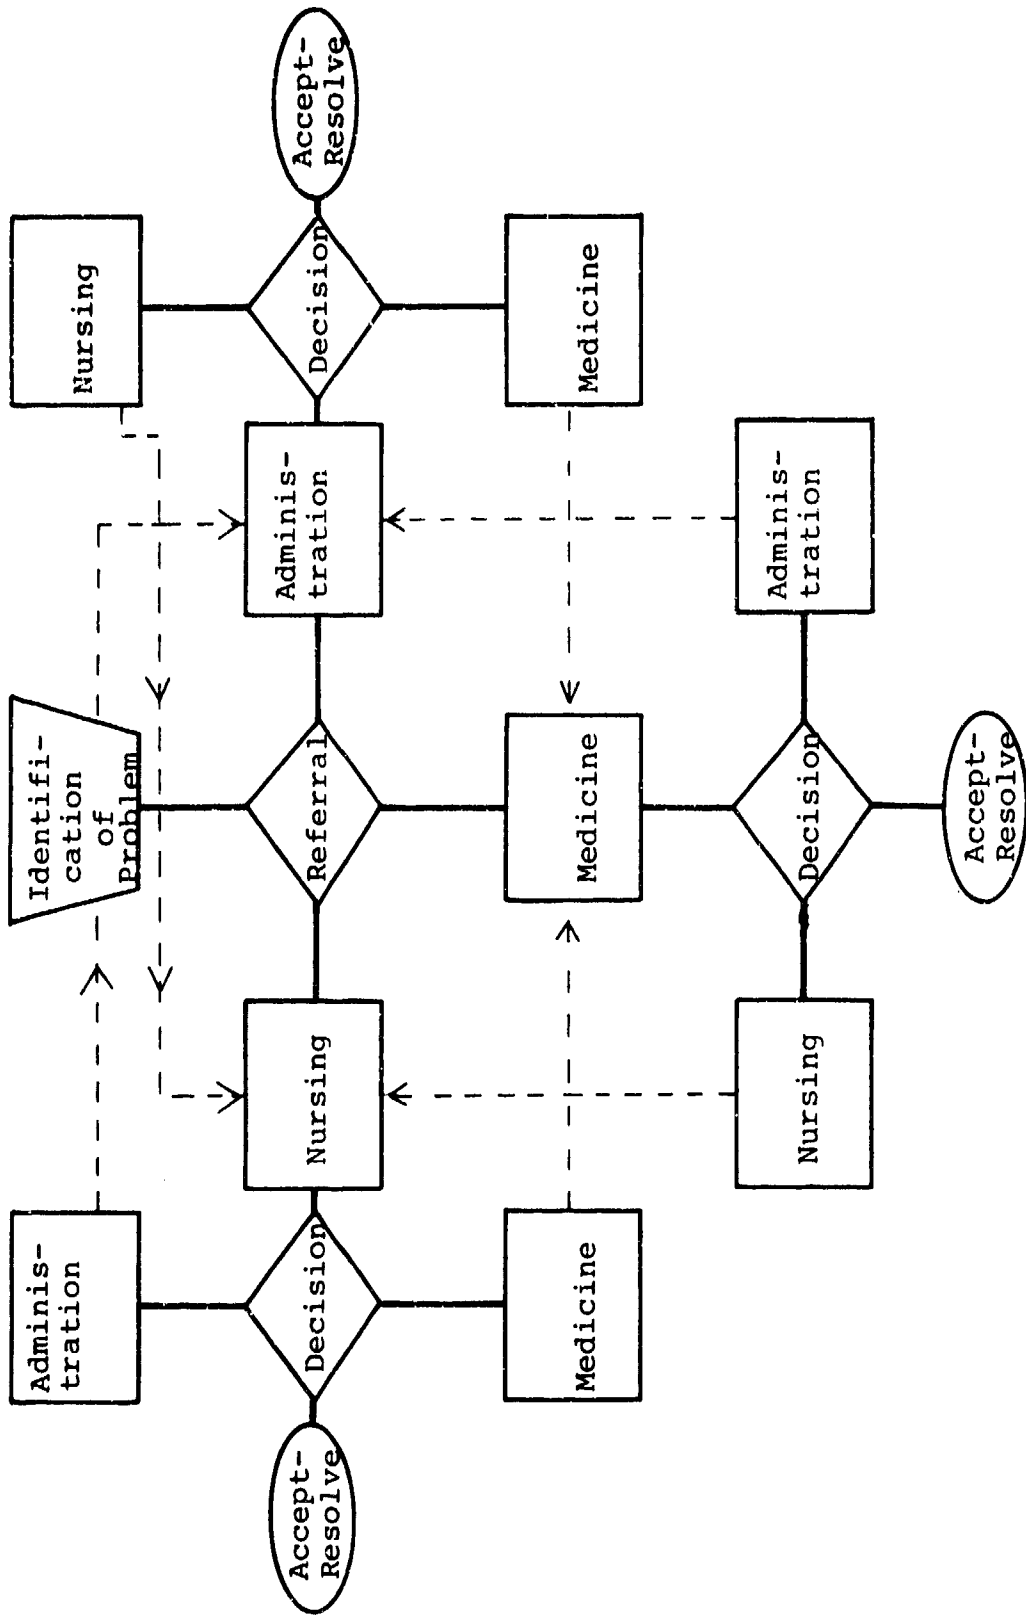 Adminis-
tration
Identifi-
cation
of
Problem
Nursing
Accept-
Resolve
Decision
Nursing
Referral
Adminis-
tration
Decision
Accept-
Resolve
Medicine
Medicine
Medicine
Nursing
Decision
Adminis-
tration
Accept-
Resolve